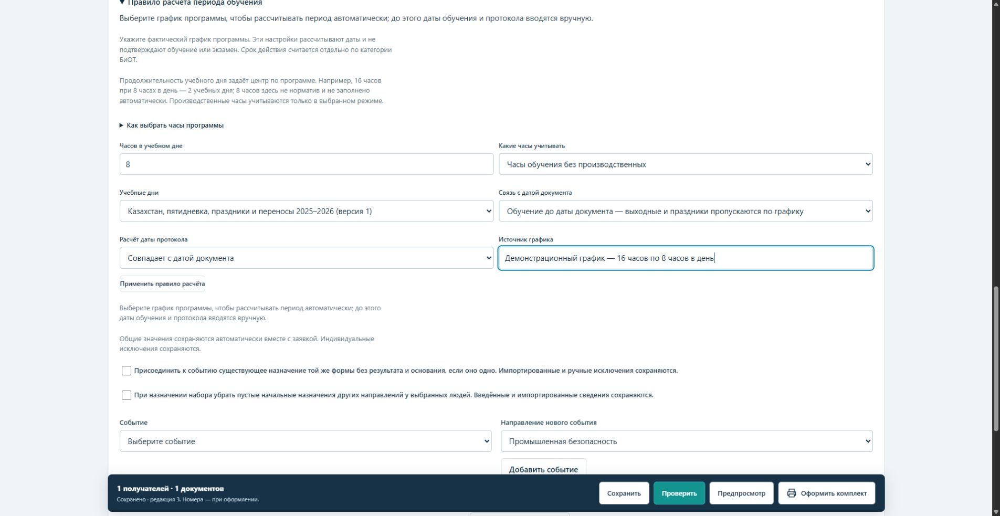 ▼ Правило расчёта периода обучения
Выберите график программы, чтобы рассчитывать период автоматически; до этого даты обучения и протокола вводятся вручную.
Укажите фактический график программы. Эти настройки рассчитывают даты и не
подтверждают обучение или экзамен. Срок действия считается отдельно по категории
БиОТ.
Продолжительность учебного дня задаёт центр по программе. Например, 16 часов
при 8 часах в день — 2 учебных дня; 8 часов здесь не норматив и не заполнено
автоматически. Производственные часы учитываются только в выбранном режиме.
▶ Как выбрать часы программы
Часов в учебном дне
8
Какие часы учитывать
Часы обучения без производственных
Учебные дни
Казахстан, пятидневка, праздники и переносы 2025–2026 (версия 1)
Связь с датой документа
Обучение до даты документа — выходные и праздники пропускаются по графику
Расчёт даты протокола
Совпадает с датой документа
Источник графика
Демонстрационный график — 16 часов по 8 часов в день
Применить правило расчёта
Выберите график программы, чтобы рассчитывать период автоматически; до этого
даты обучения и протокола вводятся вручную.
Общие значения сохраняются автоматически вместе с заявкой. Индивидуальные
исключения сохраняются.
Присоединить к событию существующее назначение той же формы без результата и основания, если оно одно. Импортированные и ручные исключения сохраняются.
При назначении набора убрать пустые начальные назначения других направлений у выбранных людей. Введённые и импортированные сведения сохраняются.
Событие
Выберите событие
Направление нового события
Промышленная безопасность
Добавить событие
1 получателей · 1 документов
Сохранено · редакция 3. Номера — при оформлении.
Сохранить
Проверить
Предпросмотр
Оформить комплект